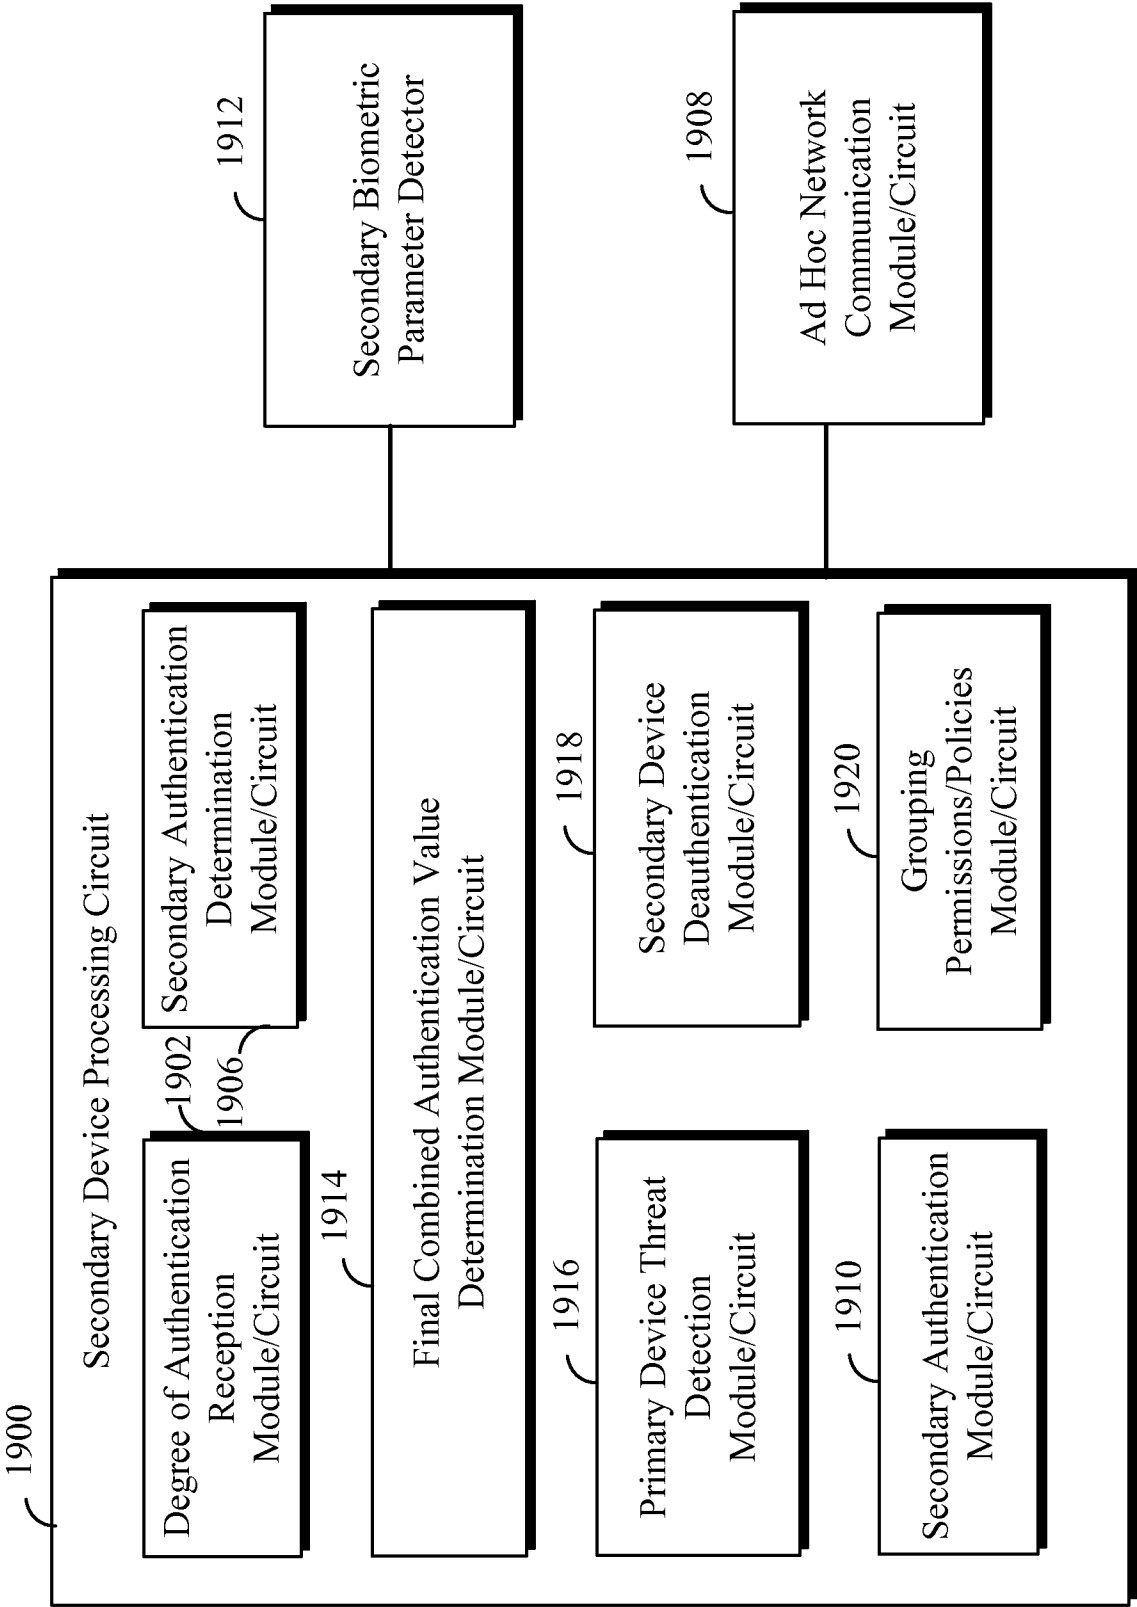 1900
Secondary Device Processing Circuit
1902
Degree of Authentication
Reception
Module/Circuit
1906
Secondary Authentication
Determination
Module/Circuit
1914
Final Combined Authentication Value
Determination Module/Circuit
1916
Primary Device Threat
Detection
Module/Circuit
1918
Secondary Device
Deauthentication
Module/Circuit
1910
Secondary Authentication
Module/Circuit
1920
Grouping
Permissions/Policies
Module/Circuit
1912
Secondary Biometric
Parameter Detector
1908
Ad Hoc Network
Communication
Module/Circuit